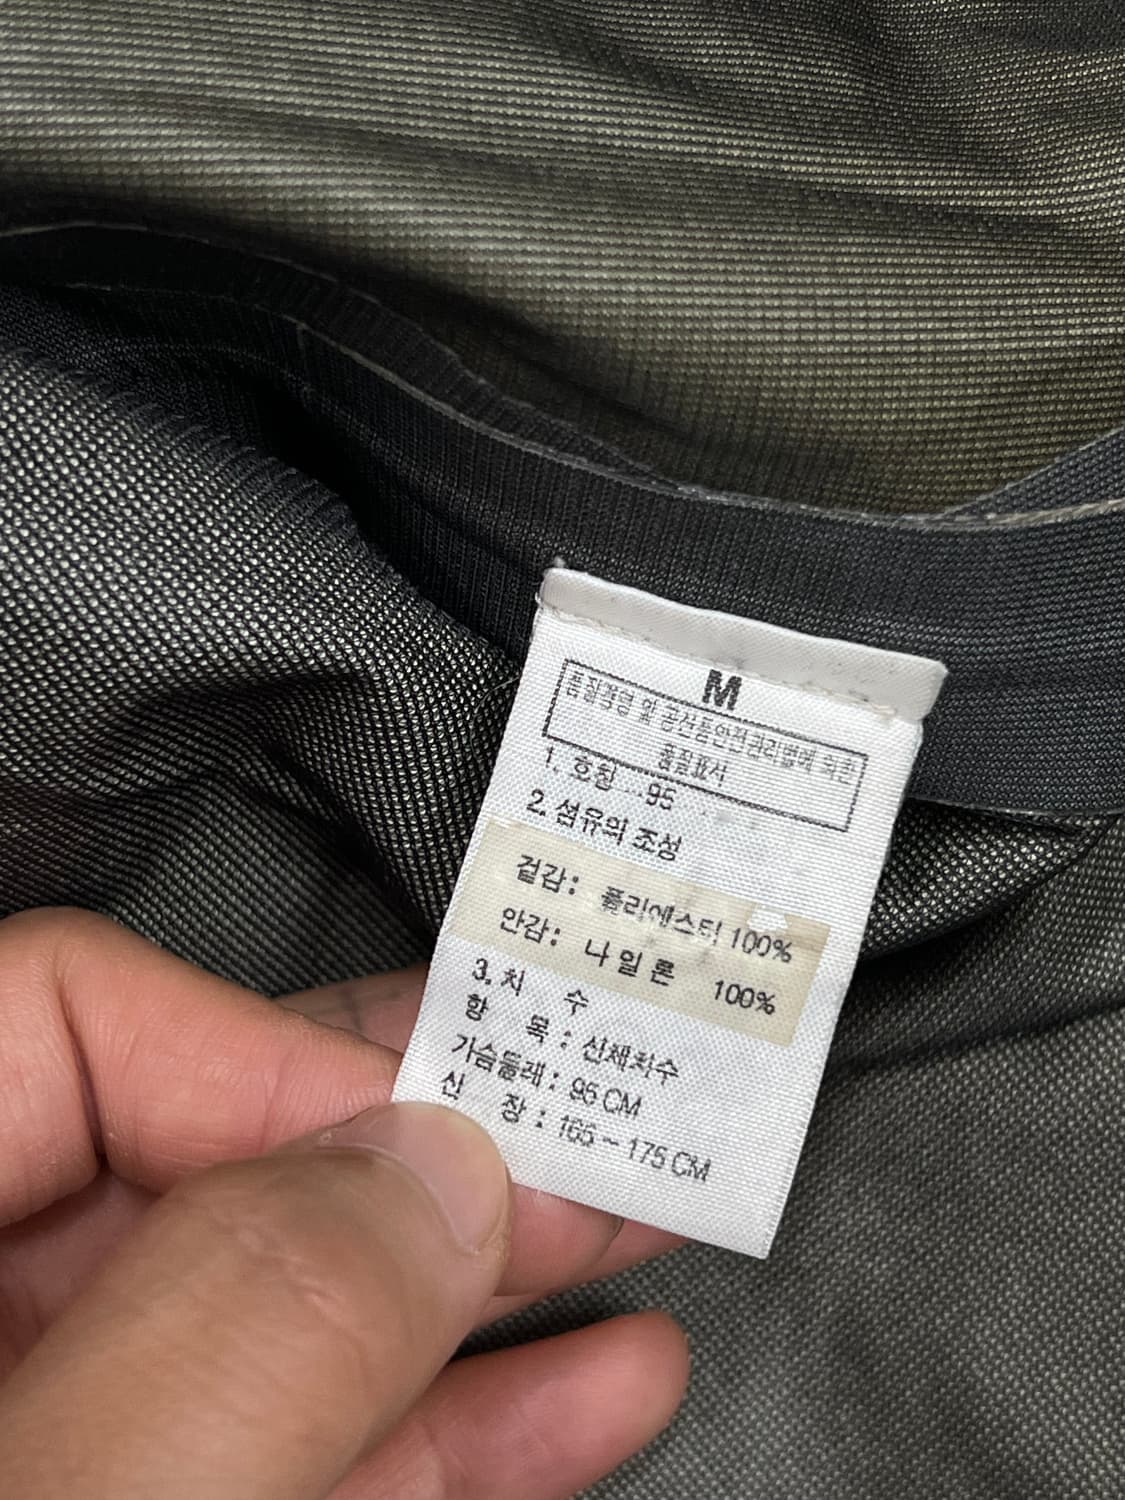 M
품질경영 및 공산품안전관리법에 의한
품질표시
1. 호칭 ...95
2. 섬유의 조성
겉감: 폴리에스터 100%
안감: 나 일 론 100%
3. 치 수
항 목 : 신체치수
가슴둘레 : 95 CM
신 장 : 165 ~ 175 CM